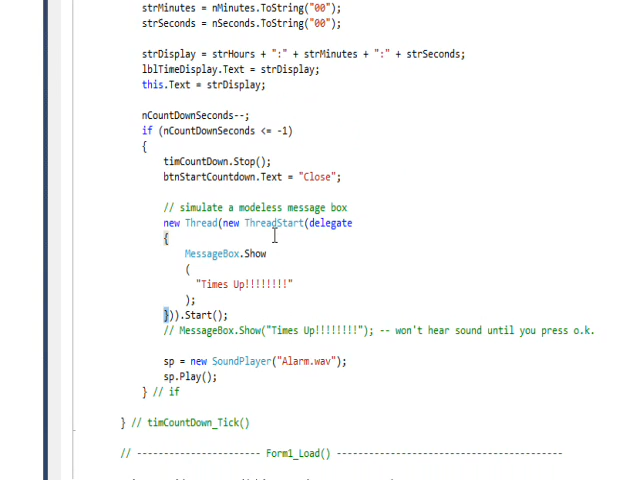 strMinutes = nMinutes.ToString("00");
strSeconds = nSeconds.ToString("00");
strDisplay = strHours + ":" + strMinutes + ":" + strSeconds;
lblTimeDisplay.Text = strDisplay;
this.Text = strDisplay;
nCountDownSeconds--;
if (nCountDownSeconds <= -1)
{
timCountDown.Stop();
btnStartCountdown.Text = "Close";
// simulate a modeless message box
new Thread(new ThreadStart(delegate
{
MessageBox.Show
(
"Times Up!!!!!!!!"
);
})).Start();
// MessageBox.Show("Times Up!!!!!!!!"); -- won't hear sound until you press o.k.
sp = new SoundPlayer("Alarm.wav");
sp.Play();
} // if
} // timCountDown_Tick()
// ----------------------- Form1_Load() ------------------------------------------